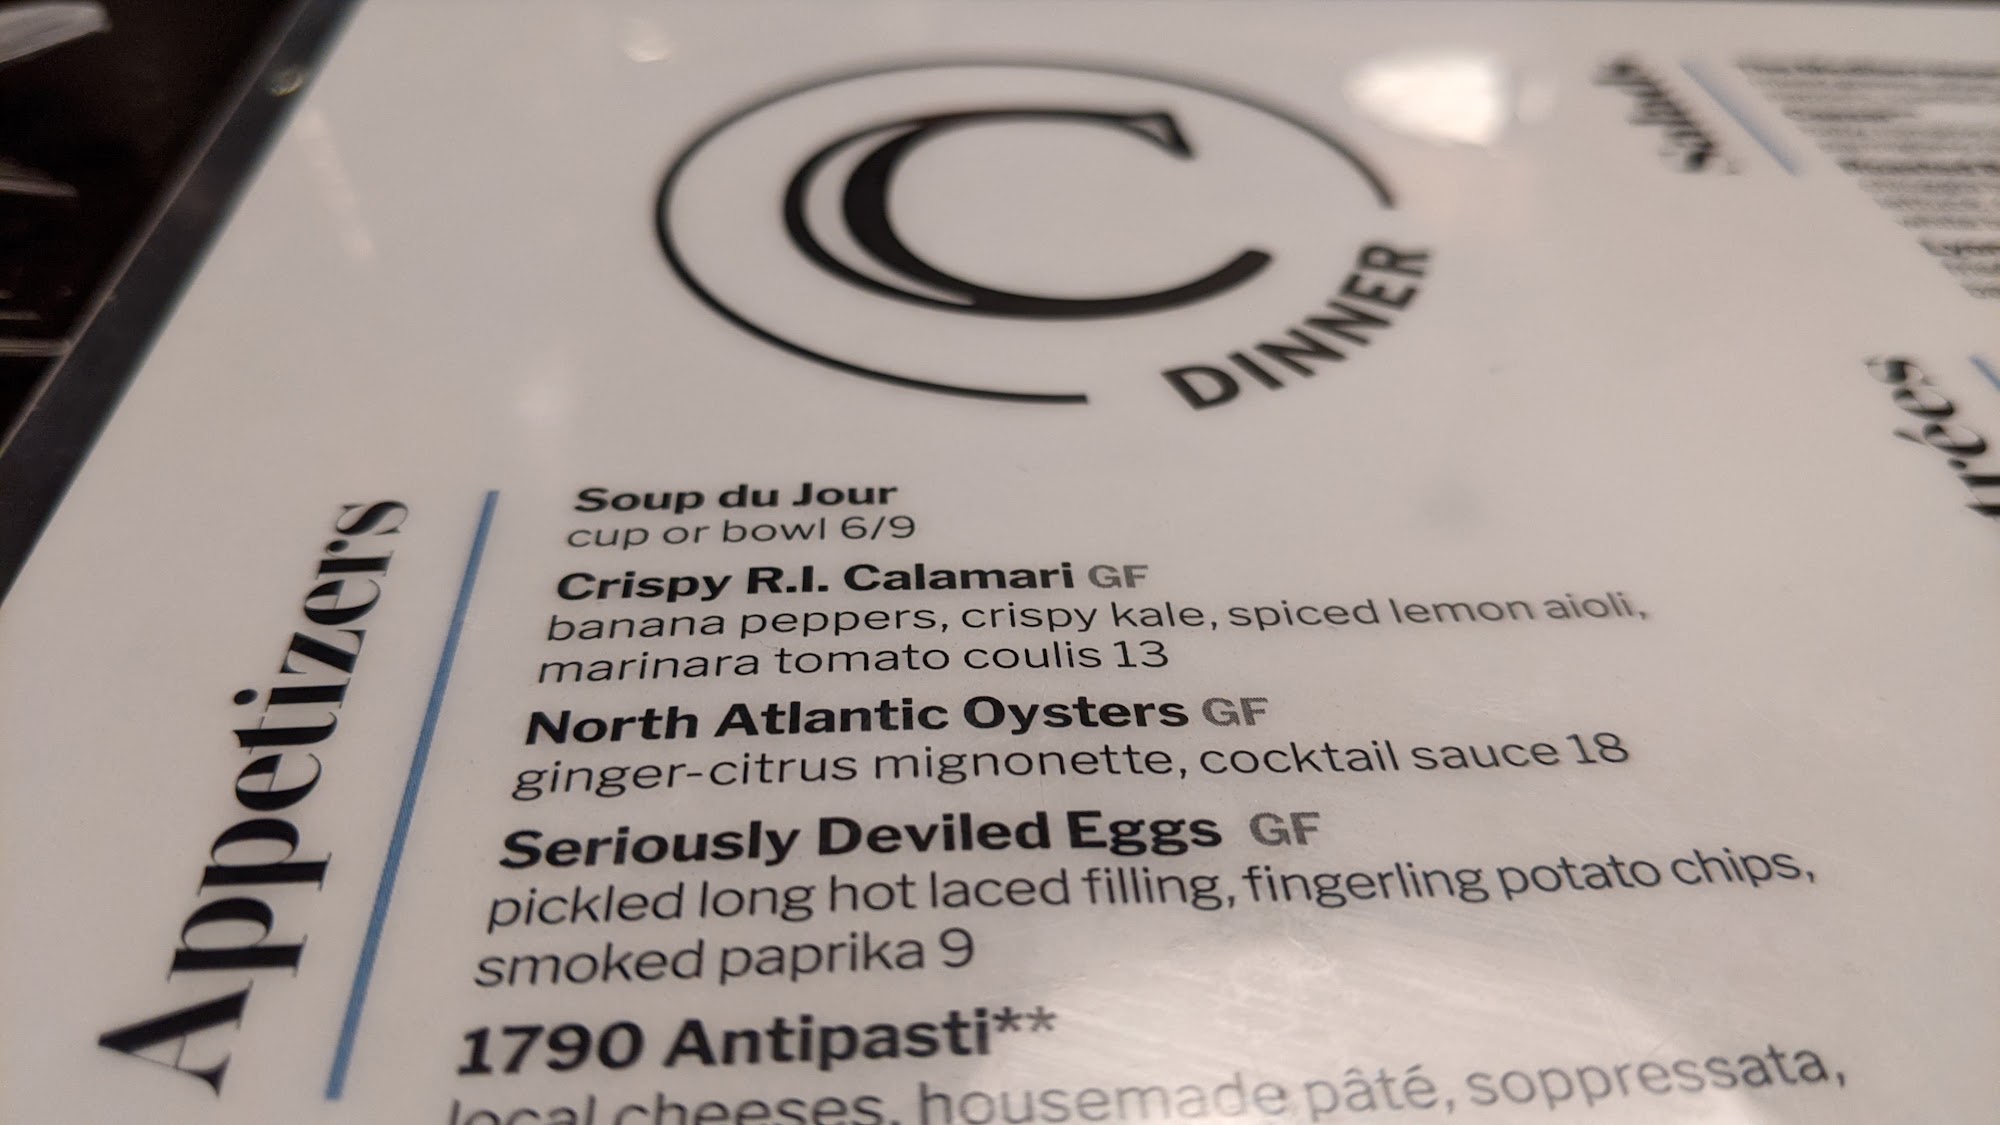 C
DINNER
Salads
Appetizers
Soup du Jour
cup or bowl 6/9
Crispy R.I. Calamari GF
banana peppers, crispy kale, spiced lemon aioli,
marinara tomato coulis 13
North Atlantic Oysters GF
ginger-citrus mignonette, cocktail sauce 18
Seriously Deviled Eggs GF
pickled long hot laced filling, fingerling potato chips,
smoked paprika 9
1790 Antipasti**
local cheeses, housemade pâté, soppressata,